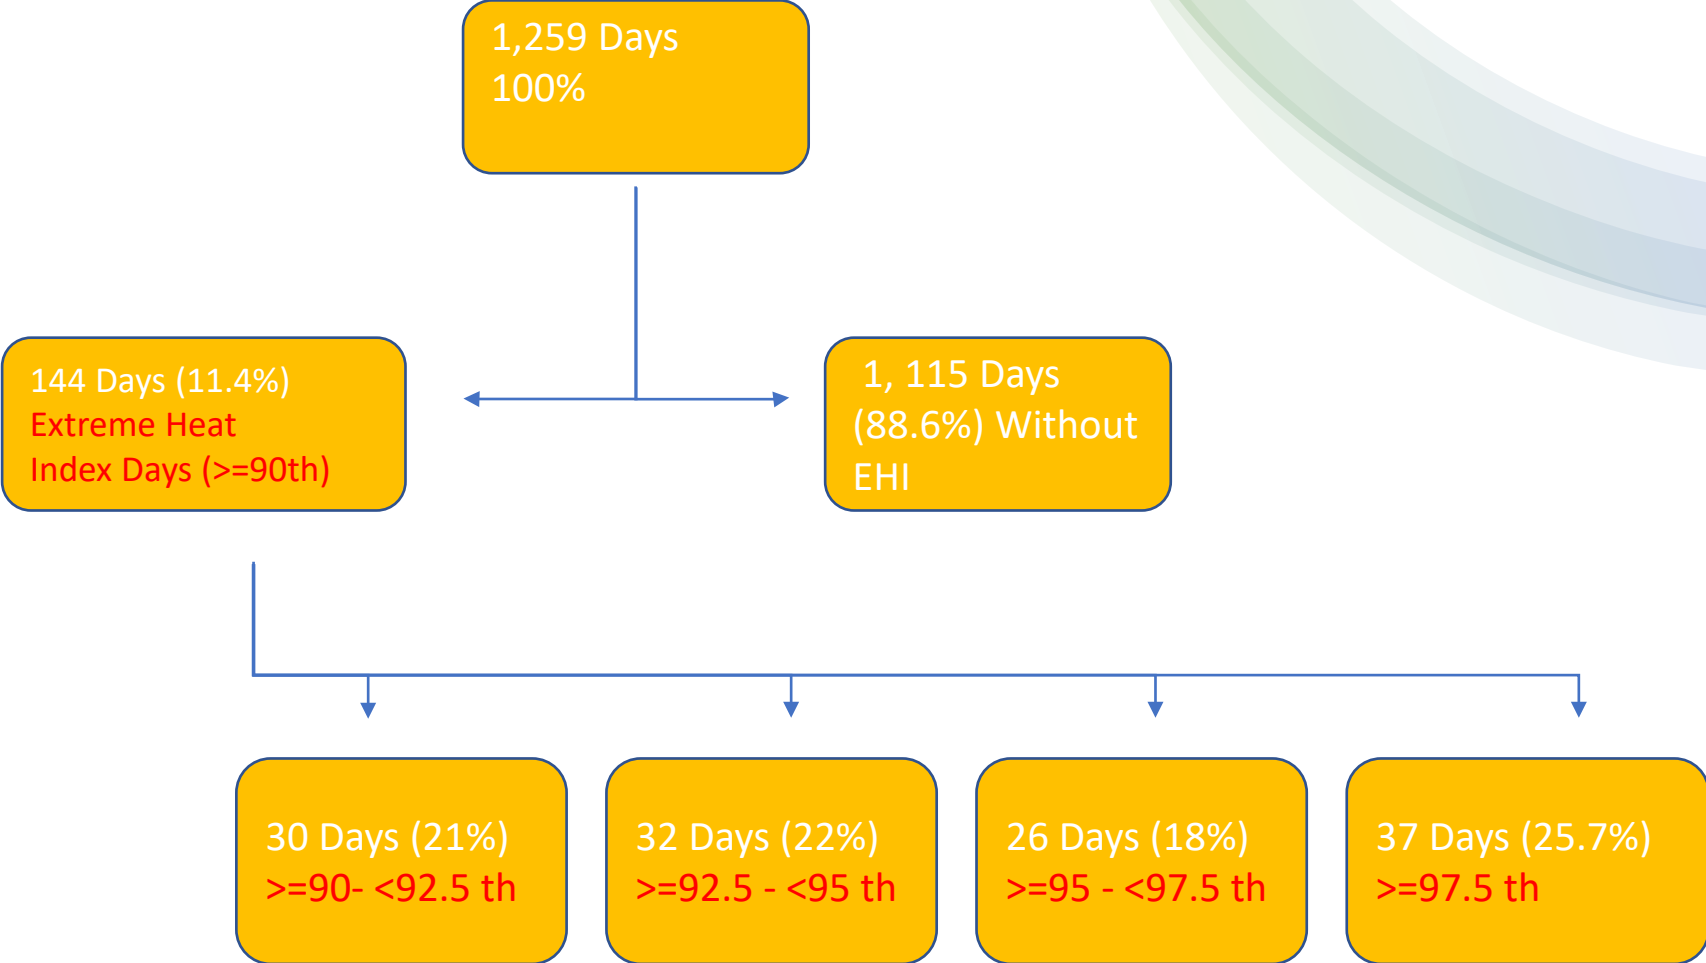 1,259 Days
100%
144 Days (11.4%)
Extreme Heat
Index Days (>=90th)
1, 115 Days
(88.6%) Without
EHI
30 Days (21%)
>=90- <92.5 th
32 Days (22%)
>=92.5 - <95 th
26 Days (18%)
>=95 - <97.5 th
37 Days (25.7%)
>=97.5 th